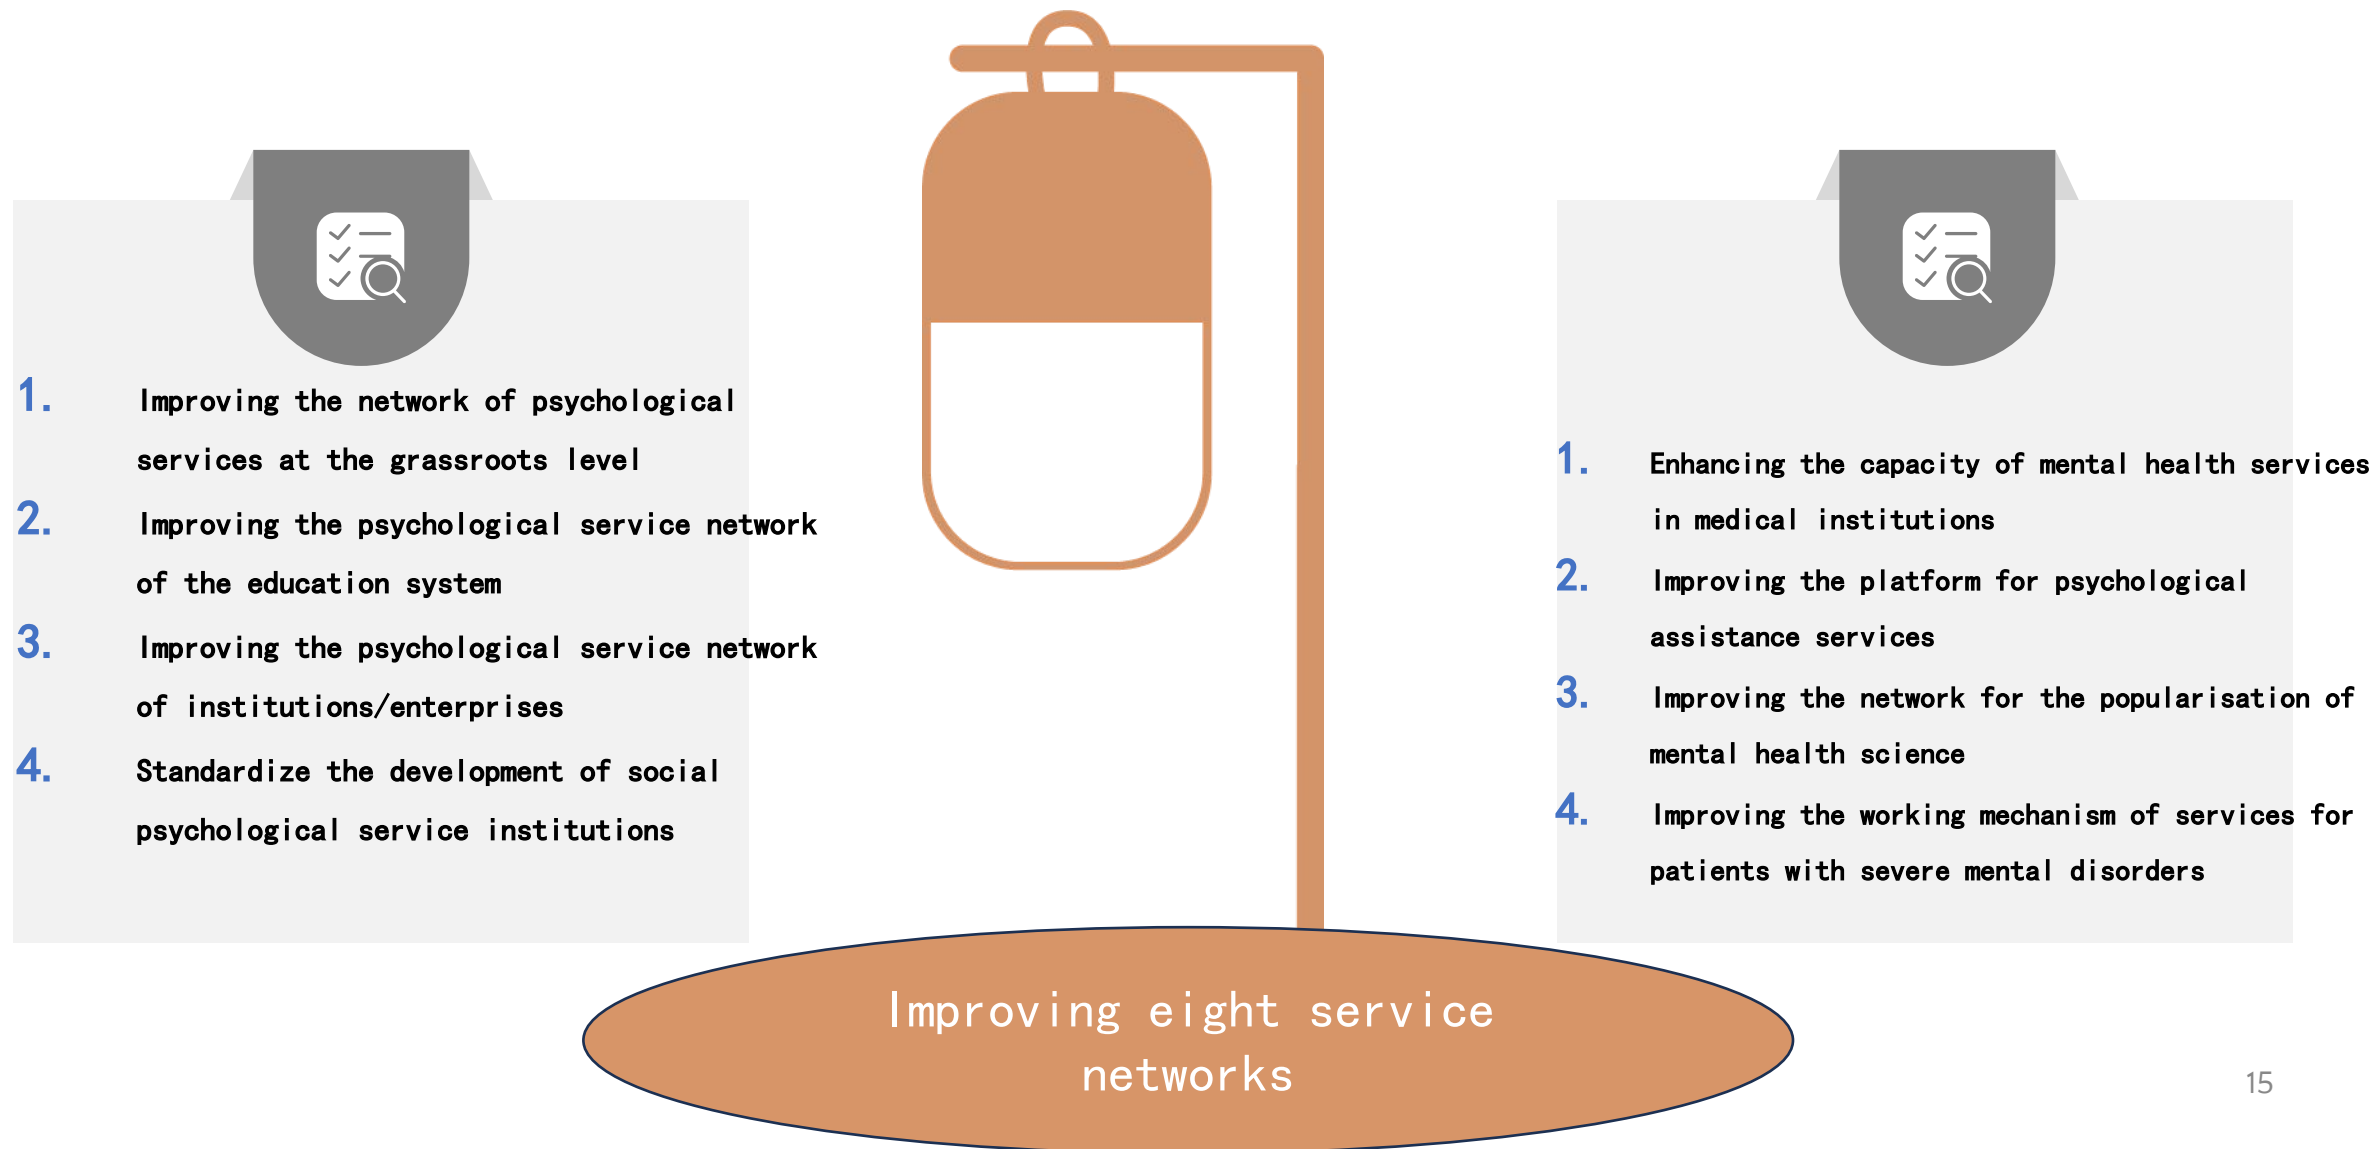 1. Improving the network of psychological
services at the grassroots level
2. Improving the psychological service network
of the education system
3. Improving the psychological service network
of institutions/enterprises
4. Standardize the development of social
psychological service institutions
1. Enhancing the capacity of mental health services
in medical institutions
2. Improving the platform for psychological
assistance services
3. Improving the network for the popularisation of
mental health science
4. Improving the working mechanism of services for
patients with severe mental disorders
Improving eight service
networks
15